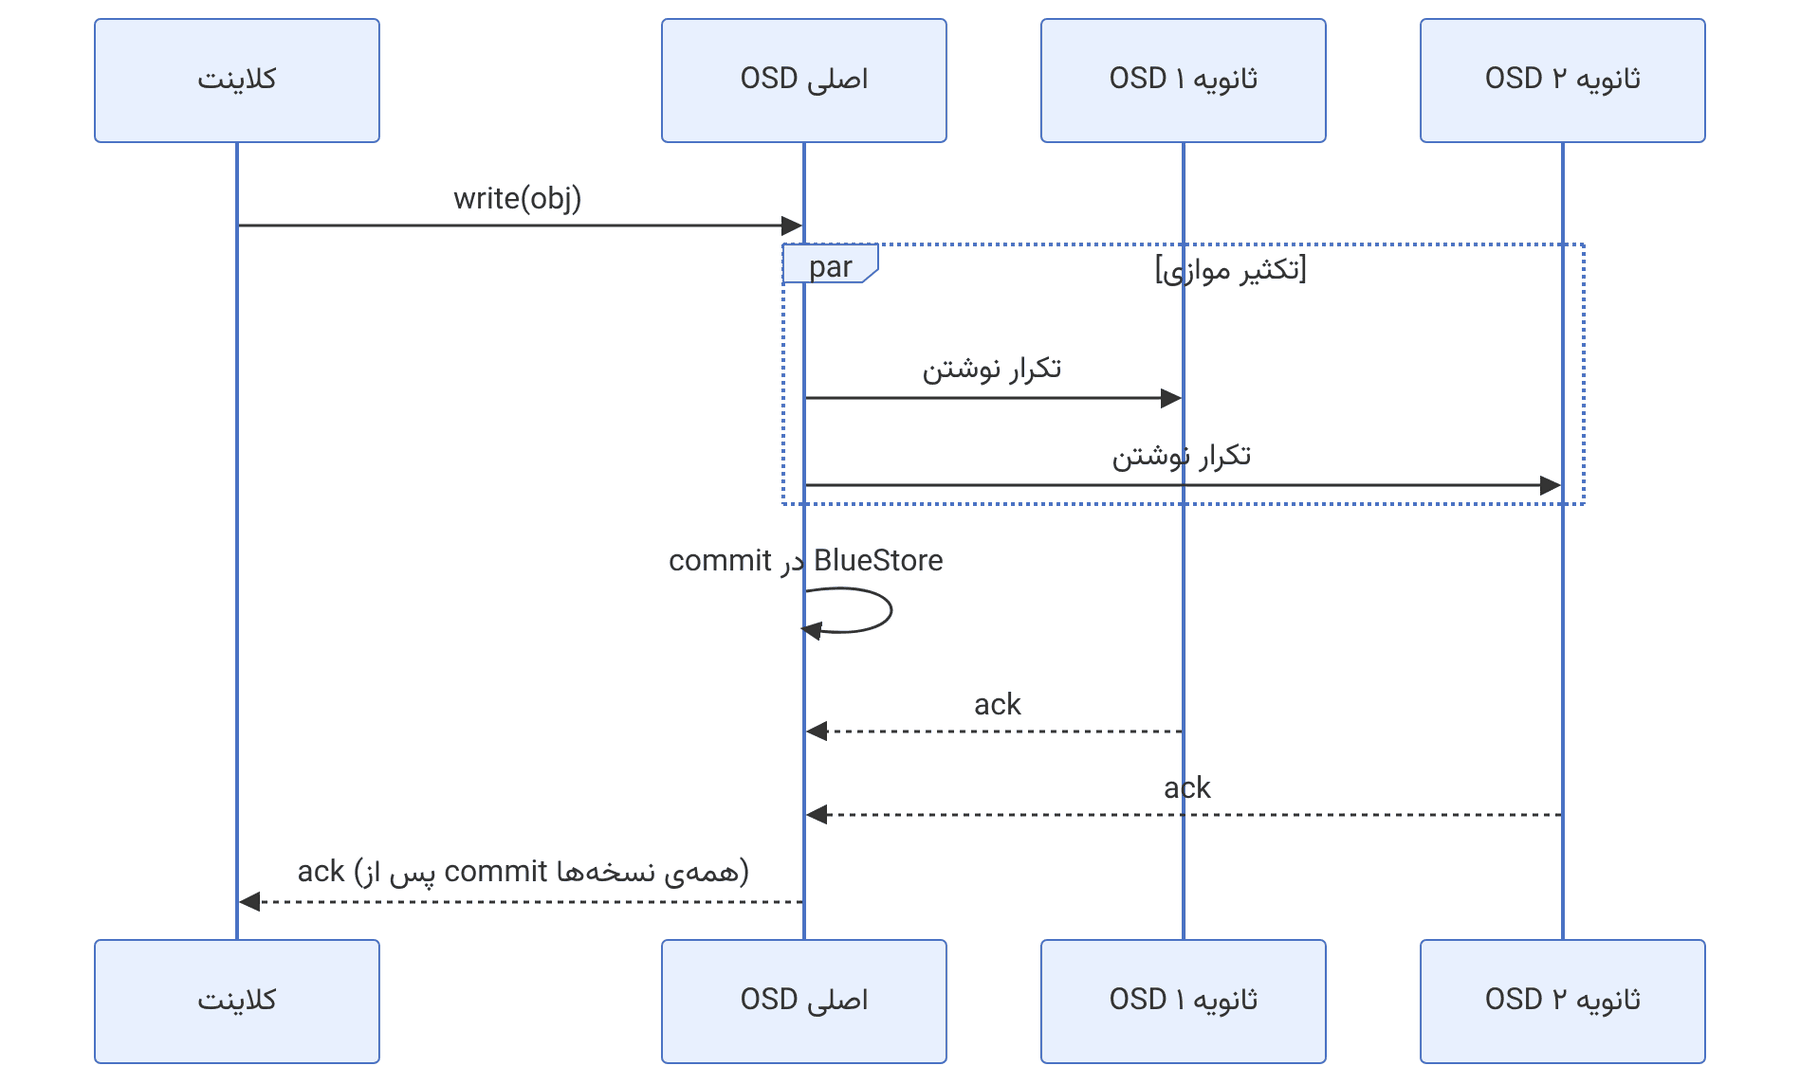 کلاینت
OSD اصلی
OSD ثانویه ۱
OSD ثانویه ۲
write(obj)
par
[تکثیر موازی]
تکرار نوشتن
تکرار نوشتن
commit در BlueStore
ack
ack
ack (پس از commit همه‌ی نسخه‌ها)
کلاینت
OSD اصلی
OSD ثانویه ۱
OSD ثانویه ۲